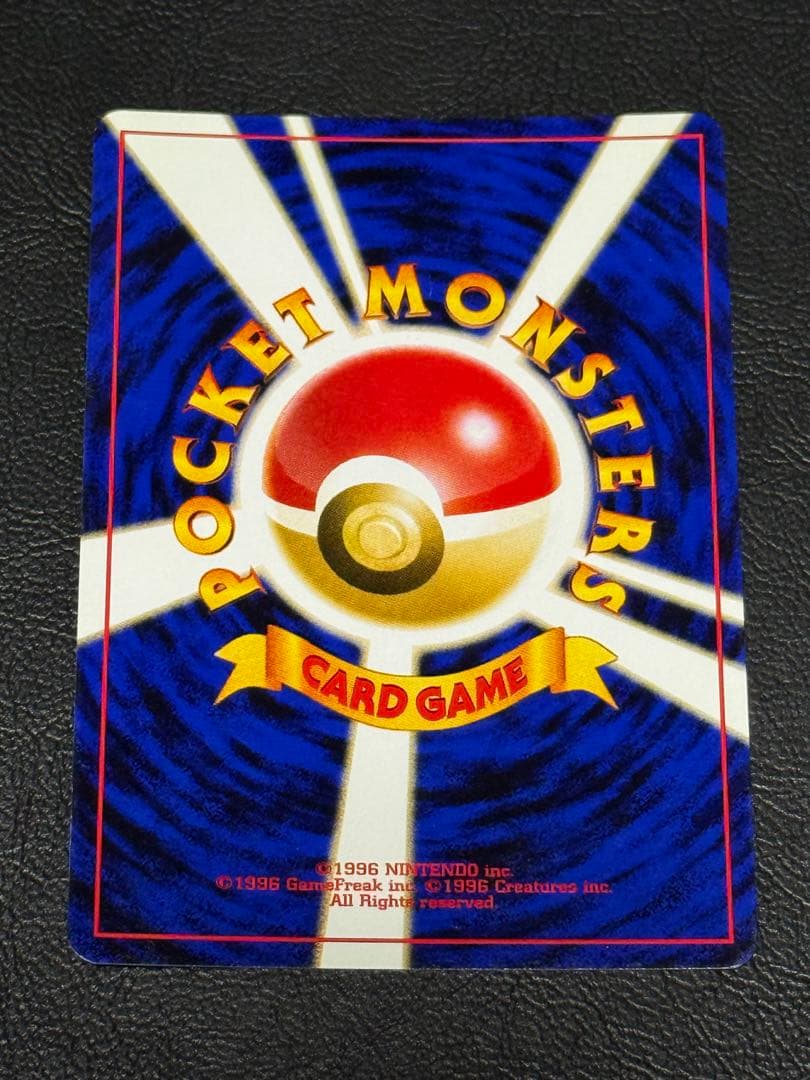 POCKET MONSTERS
CARD GAME
©1996 NINTENDO inc.
©1996 GameFreak inc. ©1996 Creatures inc.
All Rights reserved.